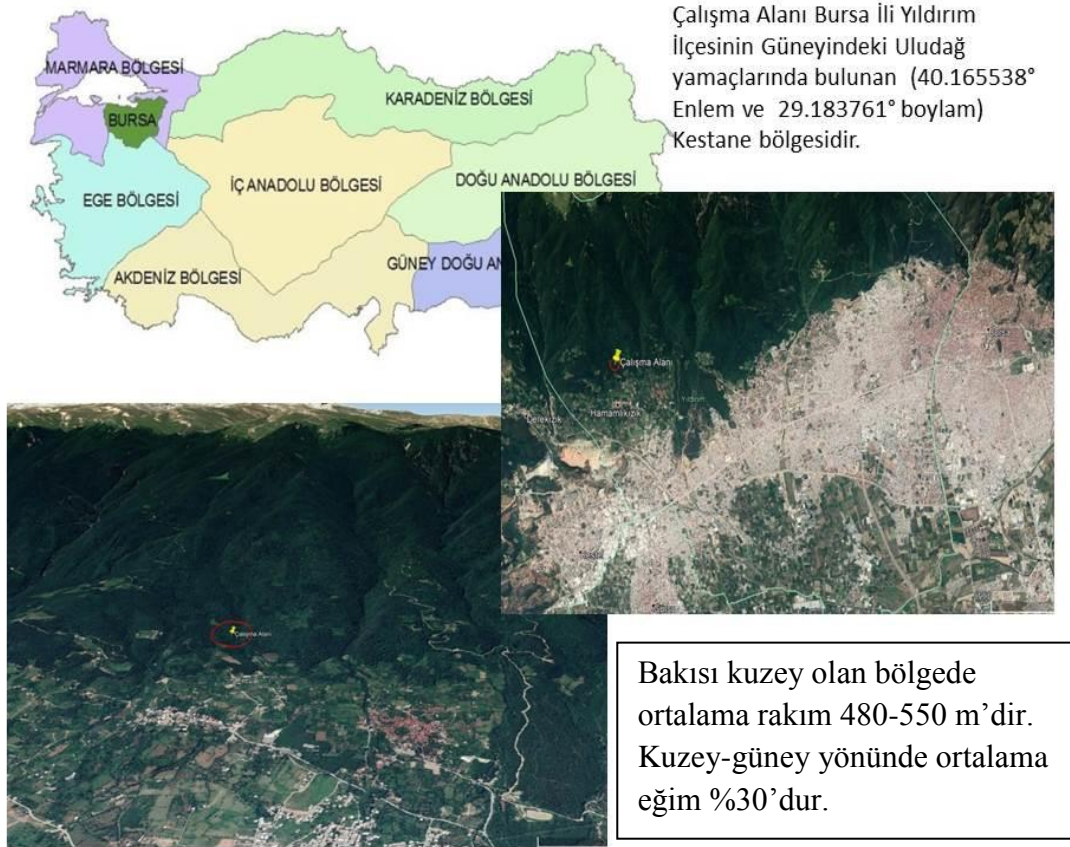 Çalışma Alanı Bursa İli Yıldırım
İlçesinin Güneyindeki Uludağ
yamaçlarında bulunan (40.165538°
Enlem ve 29.183761° boylam)
Kestane bölgesidir.
MARMARA BÖLGESİ
KARADENİZ BÖLGESİ
BURSA
İÇ ANADOLU BÖLGESİ
DOĞU ANADOLU BÖLGESİ
EGE BÖLGESİ
AKDENİZ BÖLGESİ
GÜNEY DOĞU AN
Çalışma Alanı
Yıldırım
Hamamlıkızık
Derekızık
Kestel
Çalışma Alanı
Bakısı kuzey olan bölgede
ortalama rakım 480-550 m’dir.
Kuzey-güney yönünde ortalama
eğim %30’dur.